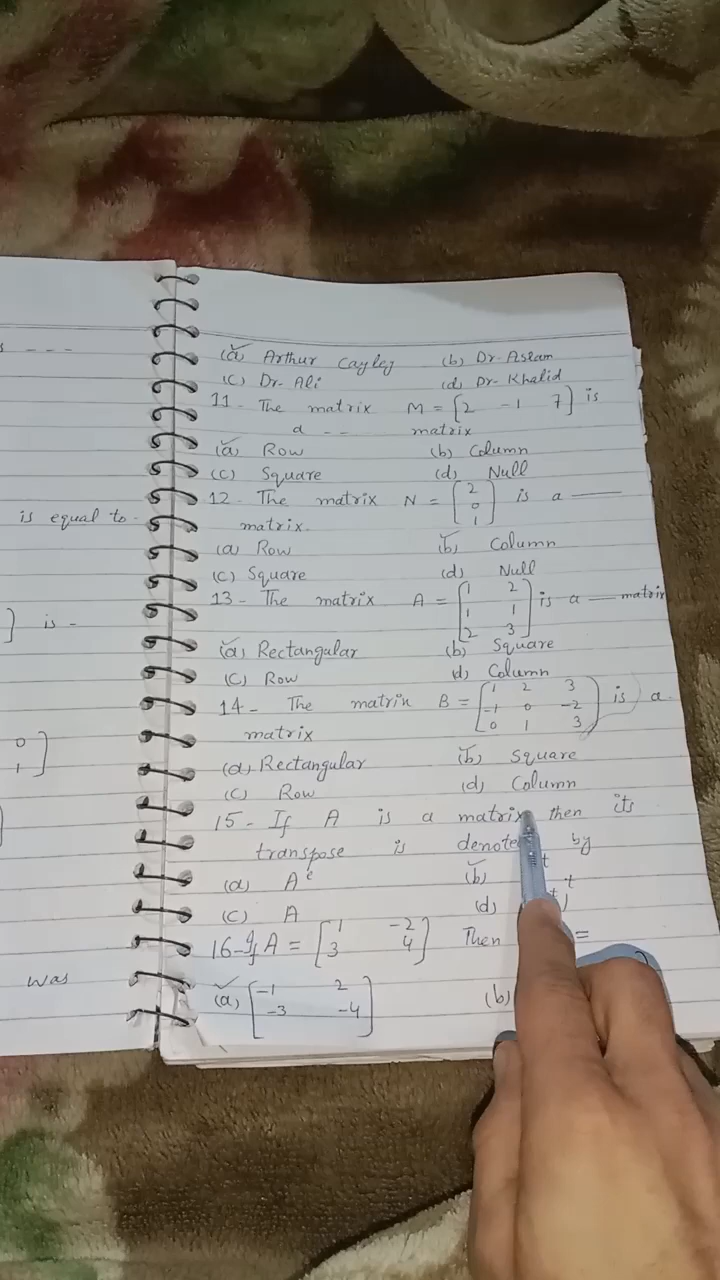 s - - -
is equal to -
] is -
0
1 ]
was
(a) Arthur Cayley (b) Dr. Aslam
(c) Dr. Ali (d) Dr. Khalid
11 - The matrix M = [2 -1 7] is
a - - matrix
(a) Row (b) Column
(c) Square (d) Null
12 - The matrix N = [2 0 1] is a ——
matrix.
(a) Row (b) Column
(c) Square (d) Null
13 - The matrix A = [1 2 1 1 2 3] is a —— matrix
(a) Rectangular (b) Square
(c) Row (d) Column
14 - The matrix B = [1 2 3 -1 0 -2 0 1 3] is a
matrix
(a) Rectangular (b) Square
(c) Row (d) Column
15 - If A is a matrix then its
transpose is denote by
(a) Aᶜ (b) t
(c) A (d) t
16 - If A = [1 -2 3 4] Then =
(a) [-1 2 -3 -4] (b)